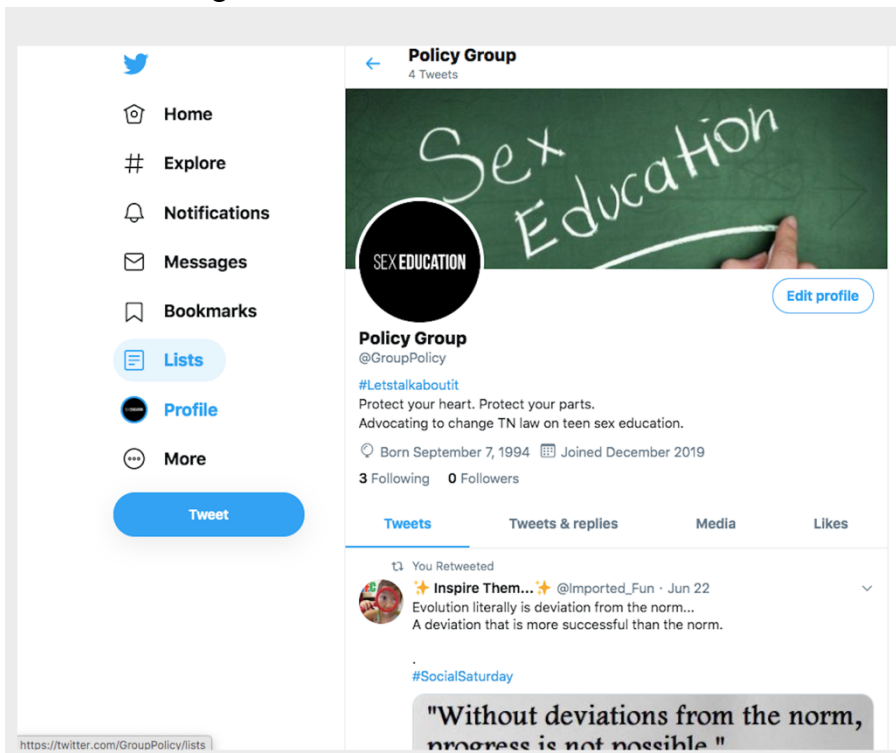 Policy Group
4 Tweets
Home
Explore
Notifications
Messages
Bookmarks
Lists
Profile
More
Tweet
Sex
Education
SEX EDUCATION
Edit profile
Policy Group
@GroupPolicy
#Letstalkaboutit
Protect your heart. Protect your parts.
Advocating to change TN law on teen sex education.
Born September 7, 1994 Joined December 2019
3 Following 0 Followers
Tweets Tweets & replies Media Likes
You Retweeted
✨ Inspire Them...✨ @Imported_Fun · Jun 22
Evolution literally is deviation from the norm...
A deviation that is more successful than the norm.
.
#SocialSaturday
"Without deviations from the norm,
progress is not possible."
https://twitter.com/GroupPolicy/lists